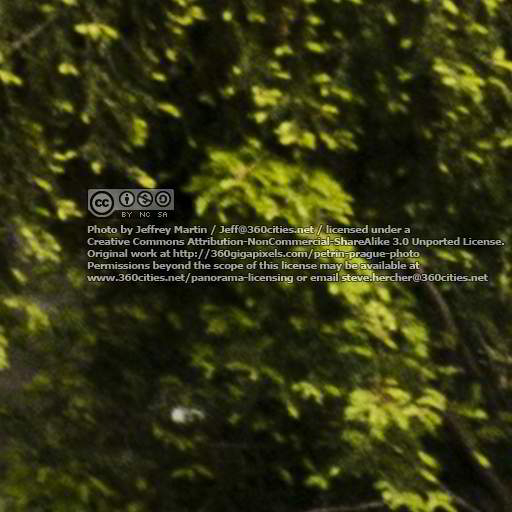 cc
BY NC SA
Photo by Jeffrey Martin / Jeff@360cities.net / licensed under a
Creative Commons Attribution-NonCommercial-ShareAlike 3.0 Unported License.
Original work at http://360gigapixels.com/petrin-prague-photo
Permissions beyond the scope of this license may be available at
www.360cities.net/panorama-licensing or email steve.hercher@360cities.net